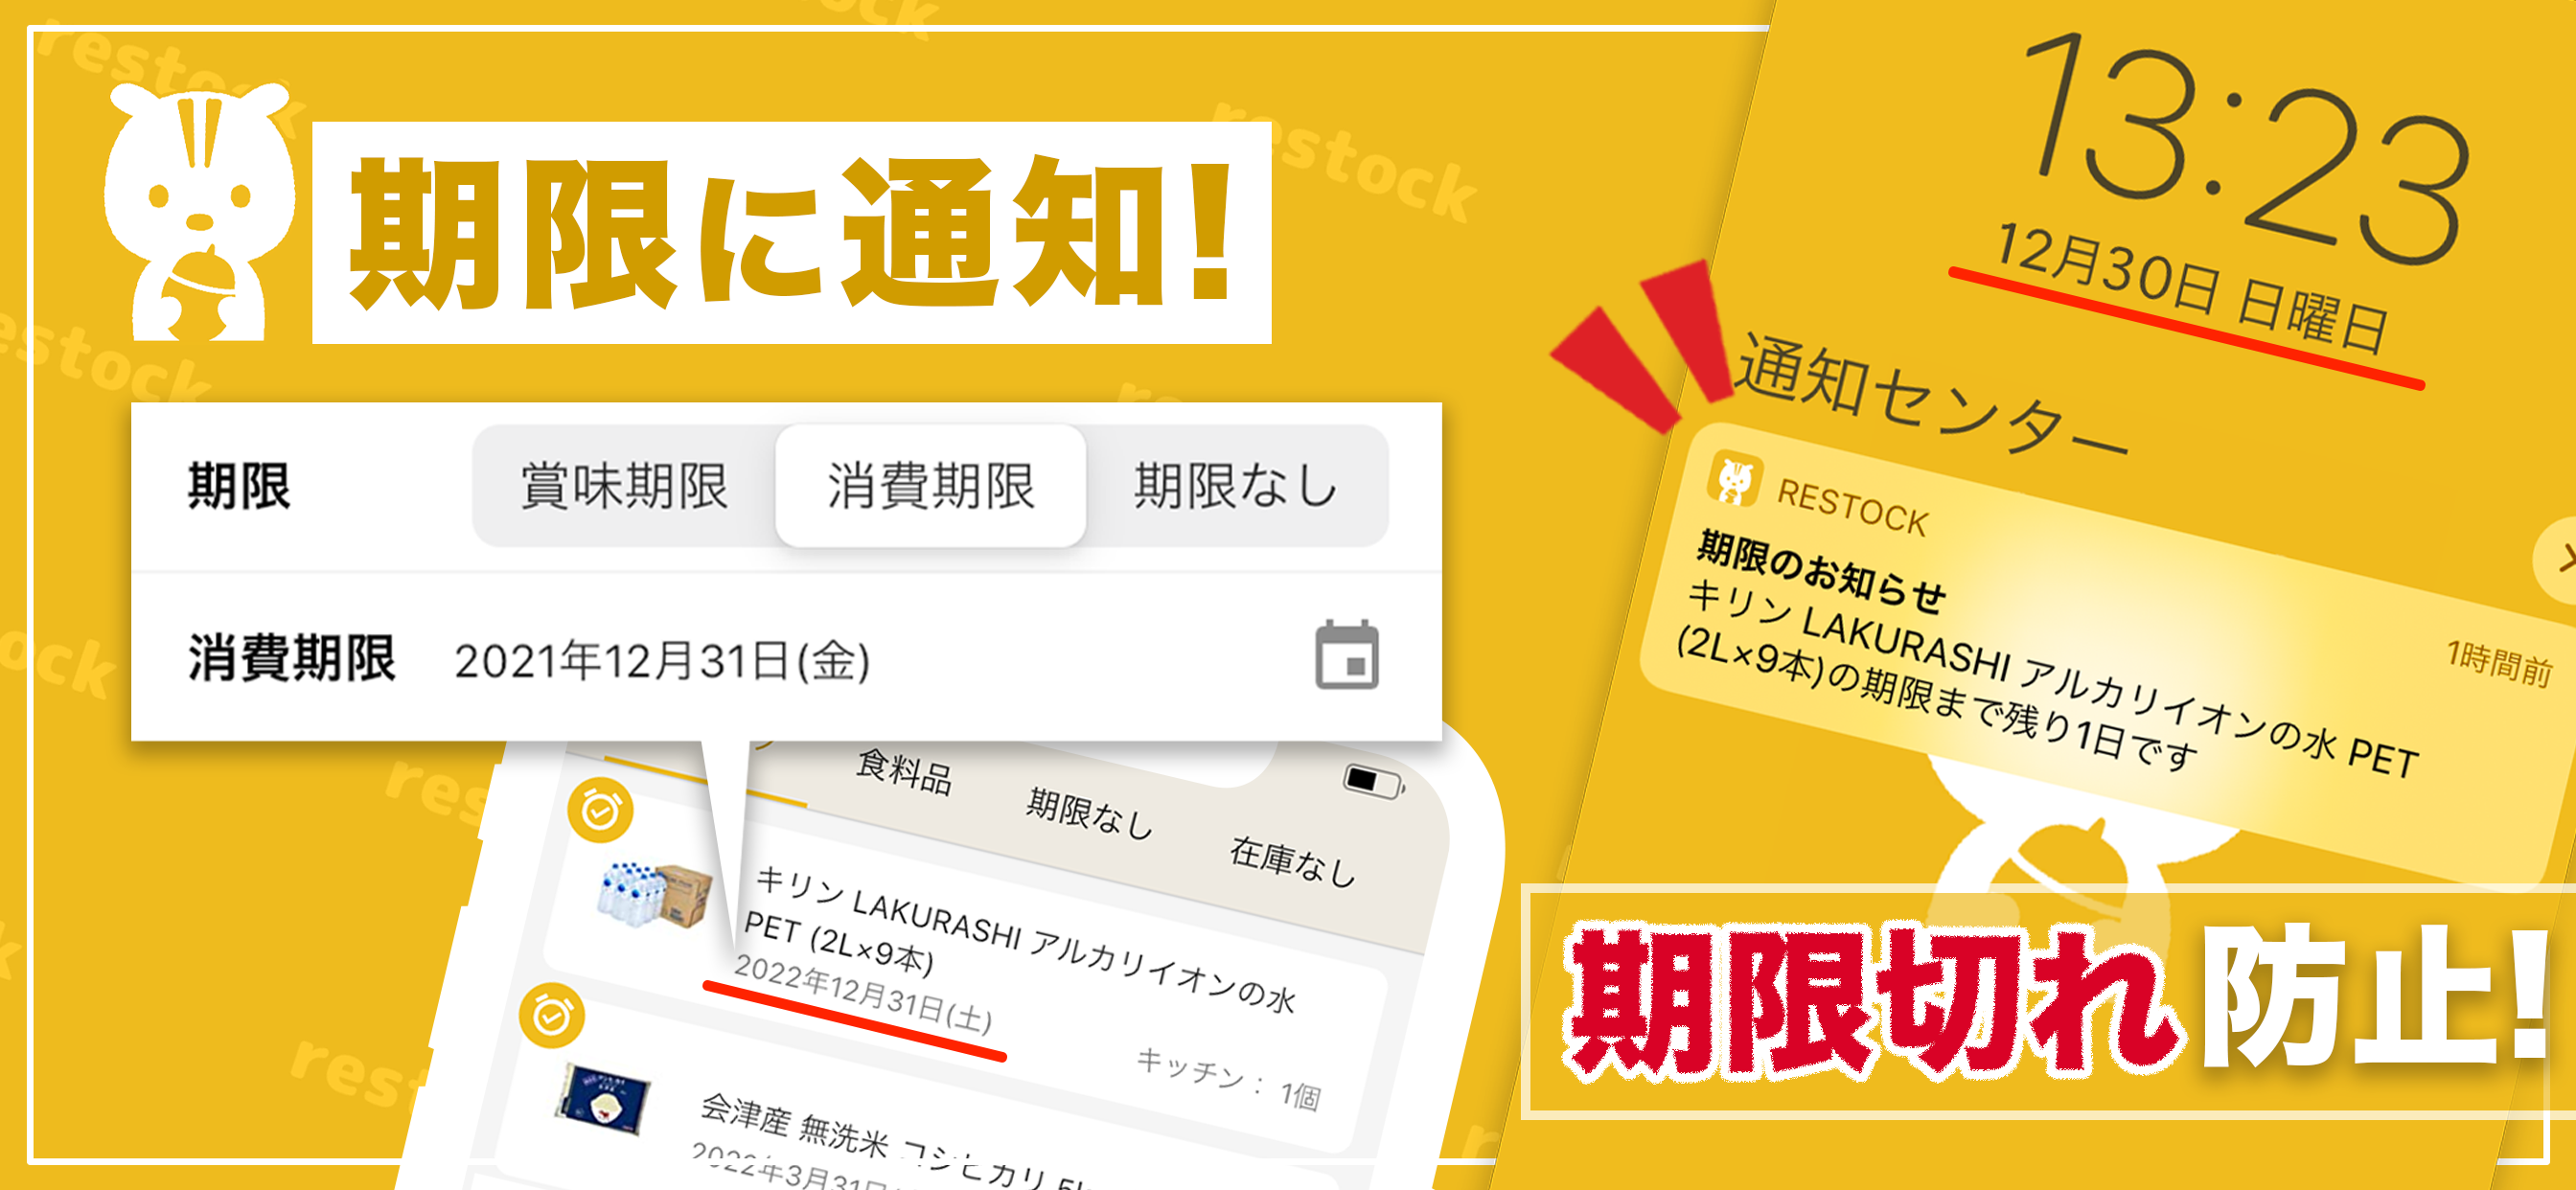 期限に通知!
期限 賞味期限 消費期限 期限なし
消費期限 2021年12月31日(金)
食料品 期限なし 在庫なし
キリン LAKURASHI アルカリイオンの水
PET (2L×9本)
2022年12月31日(土)
キッチン： 1個
会津産 無洗米 コシヒカリ
2022年3月31日
13:23
12月30日 日曜日
通知センター
RESTOCK
1時間前
期限のお知らせ
キリン LAKURASHI アルカリイオンの水 PET
(2L×9本)の期限まで残り1日です
期限切れ防止!
restock
restock
restock